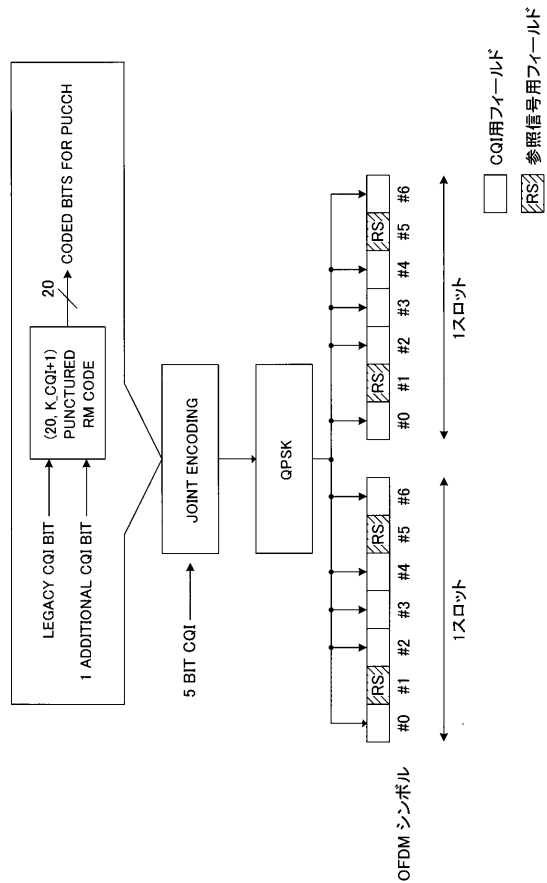 LEGACY CQI BIT
1 ADDITIONAL CQI BIT
(20, K_CQI+1)
PUNCTURED
RM CODE
20
CODED BITS FOR PUCCH
5 BIT CQI
JOINT ENCODING
QPSK
OFDM シンボル
RS
RS
RS
RS
#0 #1 #2 #3 #4 #5 #6
#0 #1 #2 #3 #4 #5 #6
1スロット
1スロット
CQI用フィールド
RS
参照信号用フィールド